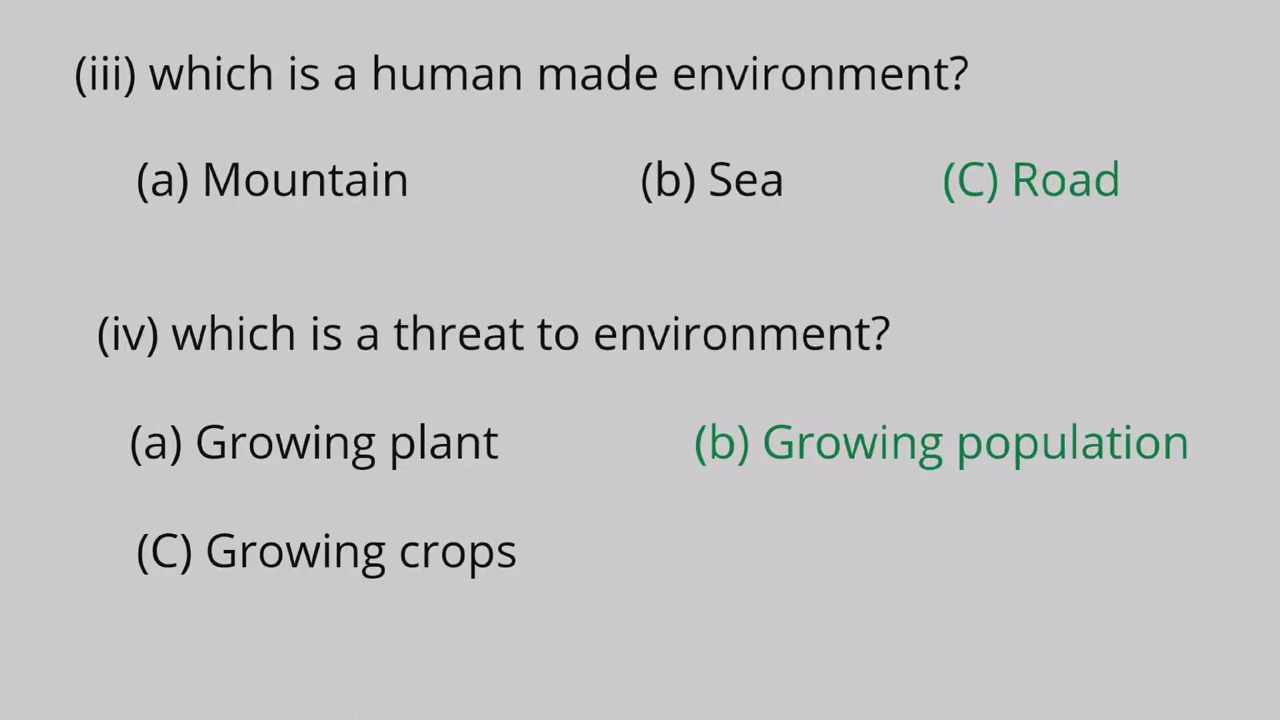 (iii) which is a human made environment?
(a) Mountain (b) Sea (C) Road
(iv) which is a threat to environment?
(a) Growing plant (b) Growing population
(C) Growing crops